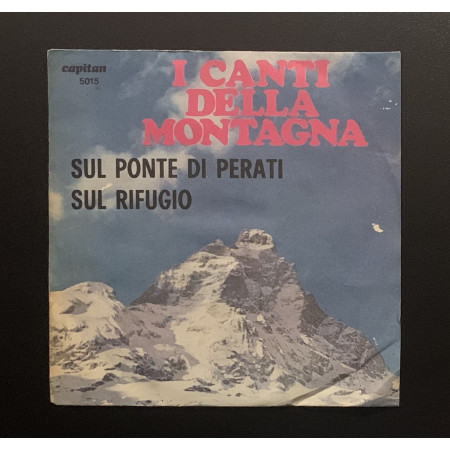 capitan
5015
I CANTI
DELLA
MONTAGNA
SUL PONTE DI PERATI
SUL RIFUGIO